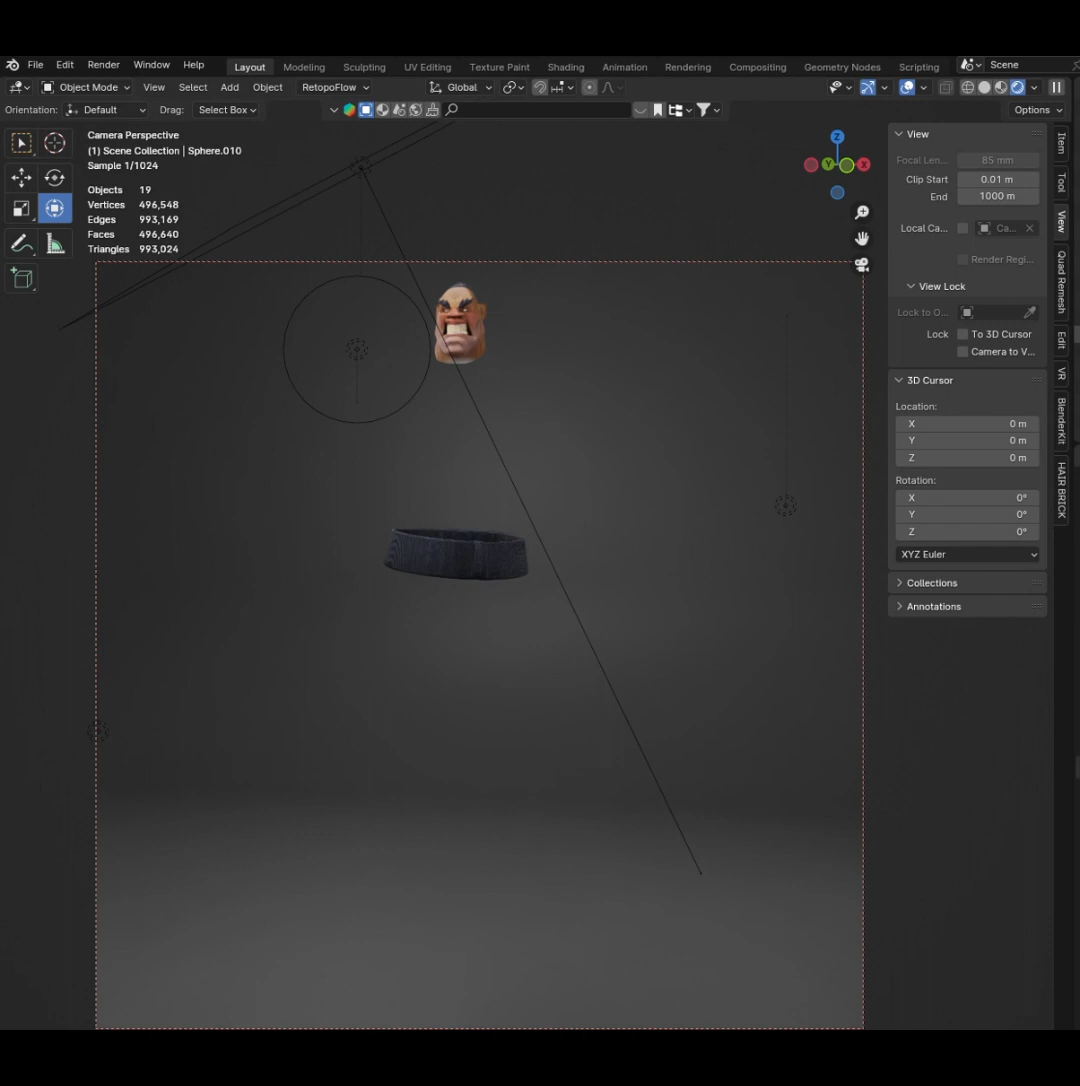 File Edit Render Window Help Layout Modeling Sculpting UV Editing Texture Paint Shading Animation Rendering Compositing Geometry Nodes Scripting Scene
Object Mode View Select Add Object RetopoFlow Global
Orientation: Default Drag: Select Box Options
Camera Perspective
(1) Scene Collection | Sphere.010
Sample 1/1024
Objects 19
Vertices 496,548
Edges 993,169
Faces 496,640
Triangles 993,024
Z
Y
X
View
Focal Len... 85 mm
Clip Start 0.01 m
End 1000 m
Local Ca... Ca...
Render Regi...
View Lock
Lock to O...
Lock To 3D Cursor
Camera to V...
3D Cursor
Location:
X 0 m
Y 0 m
Z 0 m
Rotation:
X 0°
Y 0°
Z 0°
XYZ Euler
Collections
Annotations
Item
Tool
View
Quad Remesh
Edit
VR
BlenderKit
HAIR BRICK